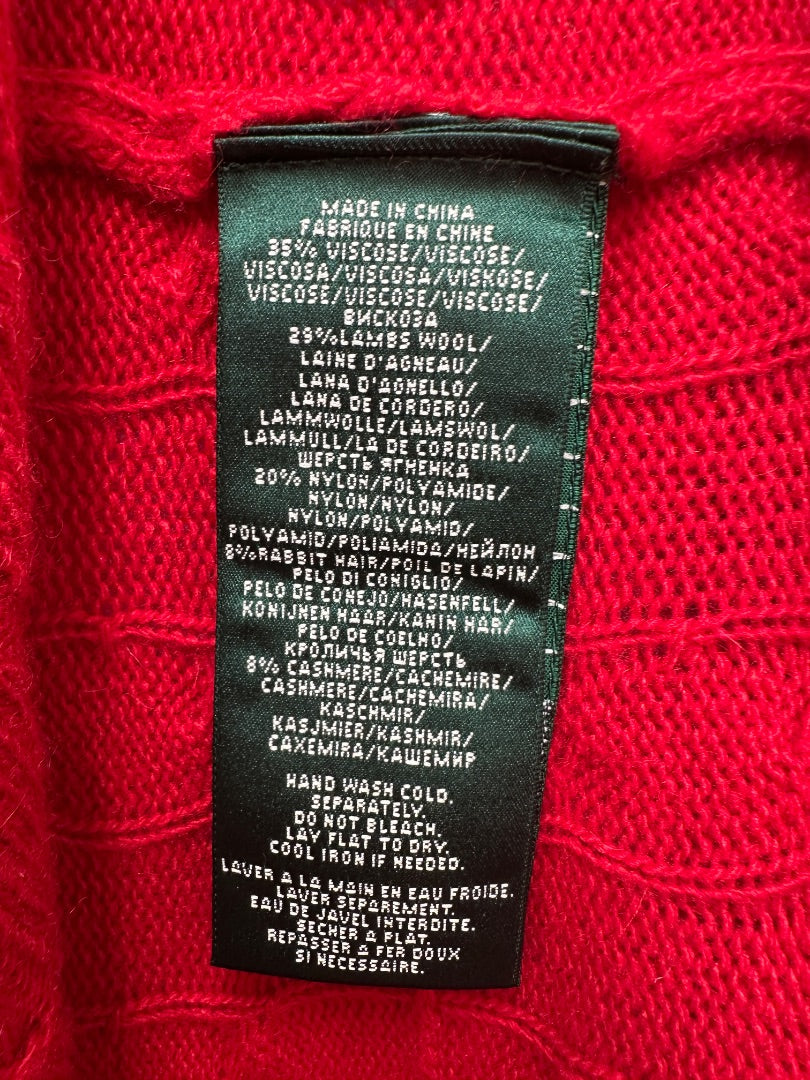 MADE IN CHINA
FABRIQUE EN CHINE
35% VISCOSE/VISCOSE/
VISCOSA/VISCOSA/VISKOSE/
VISCOSE/VISCOSE/VISCOSE/
ВИСКОЗА
29%LAMBS WOOL/
LAINE D'AGNEAU/
LANA D'AGNELLO/
LANA DE CORDERO/
LAMMWOLLE/LAMSWOL/
LAMMULL/LA DE CORDEIRO/
ШЕРСТЬ ЯГНЕНКА
20% NYLON/POLYAMIDE/
NYLON/NYLON/
NYLON/POLYAMID/
POLYAMID/POLIAMIDA/НЕЙЛОН
8%RABBIT HAIR/POIL DE LAPIN/
PELO DI CONIGLIO/
PELO DE CONEJO/HASENFELL/
KONIJNEN HAAR/KANIN HAR/
PELO DE COELHO/
КРОЛИЧЬЯ ШЕРСТЬ
8% CASHMERE/CACHEMIRE/
CASHMERE/CACHEMIRA/
KASCHMIR/
KASJMIER/KASHMIR/
CAXEMIRA/КАШЕМИР
HAND WASH COLD.
SEPARATELY.
DO NOT BLEACH.
LAY FLAT TO DRY.
COOL IRON IF NEEDED.
LAVER A LA MAIN EN EAU FROIDE.
LAVER SEPAREMENT.
EAU DE JAVEL INTERDITE.
SECHER A PLAT.
REPASSER A FER DOUX
SI NECESSAIRE.